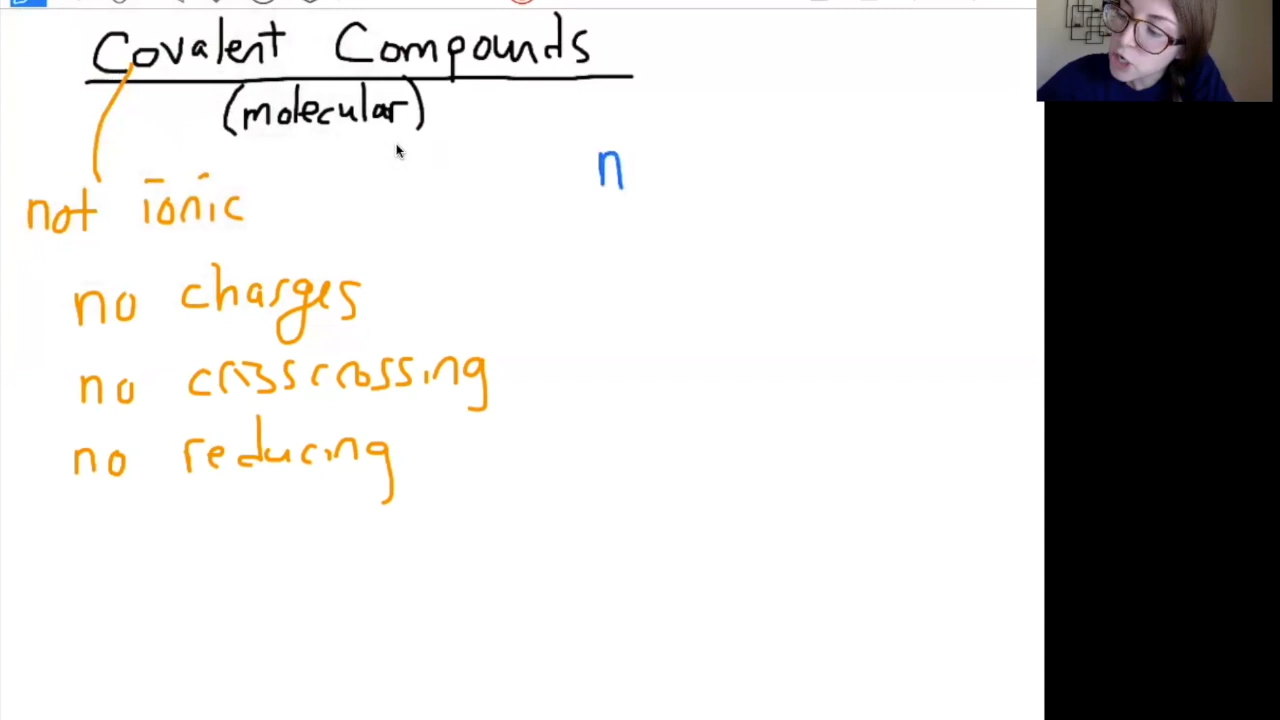 Covalent Compounds
(molecular)
n
not ionic
no charges
no crisscrossing
no reducing